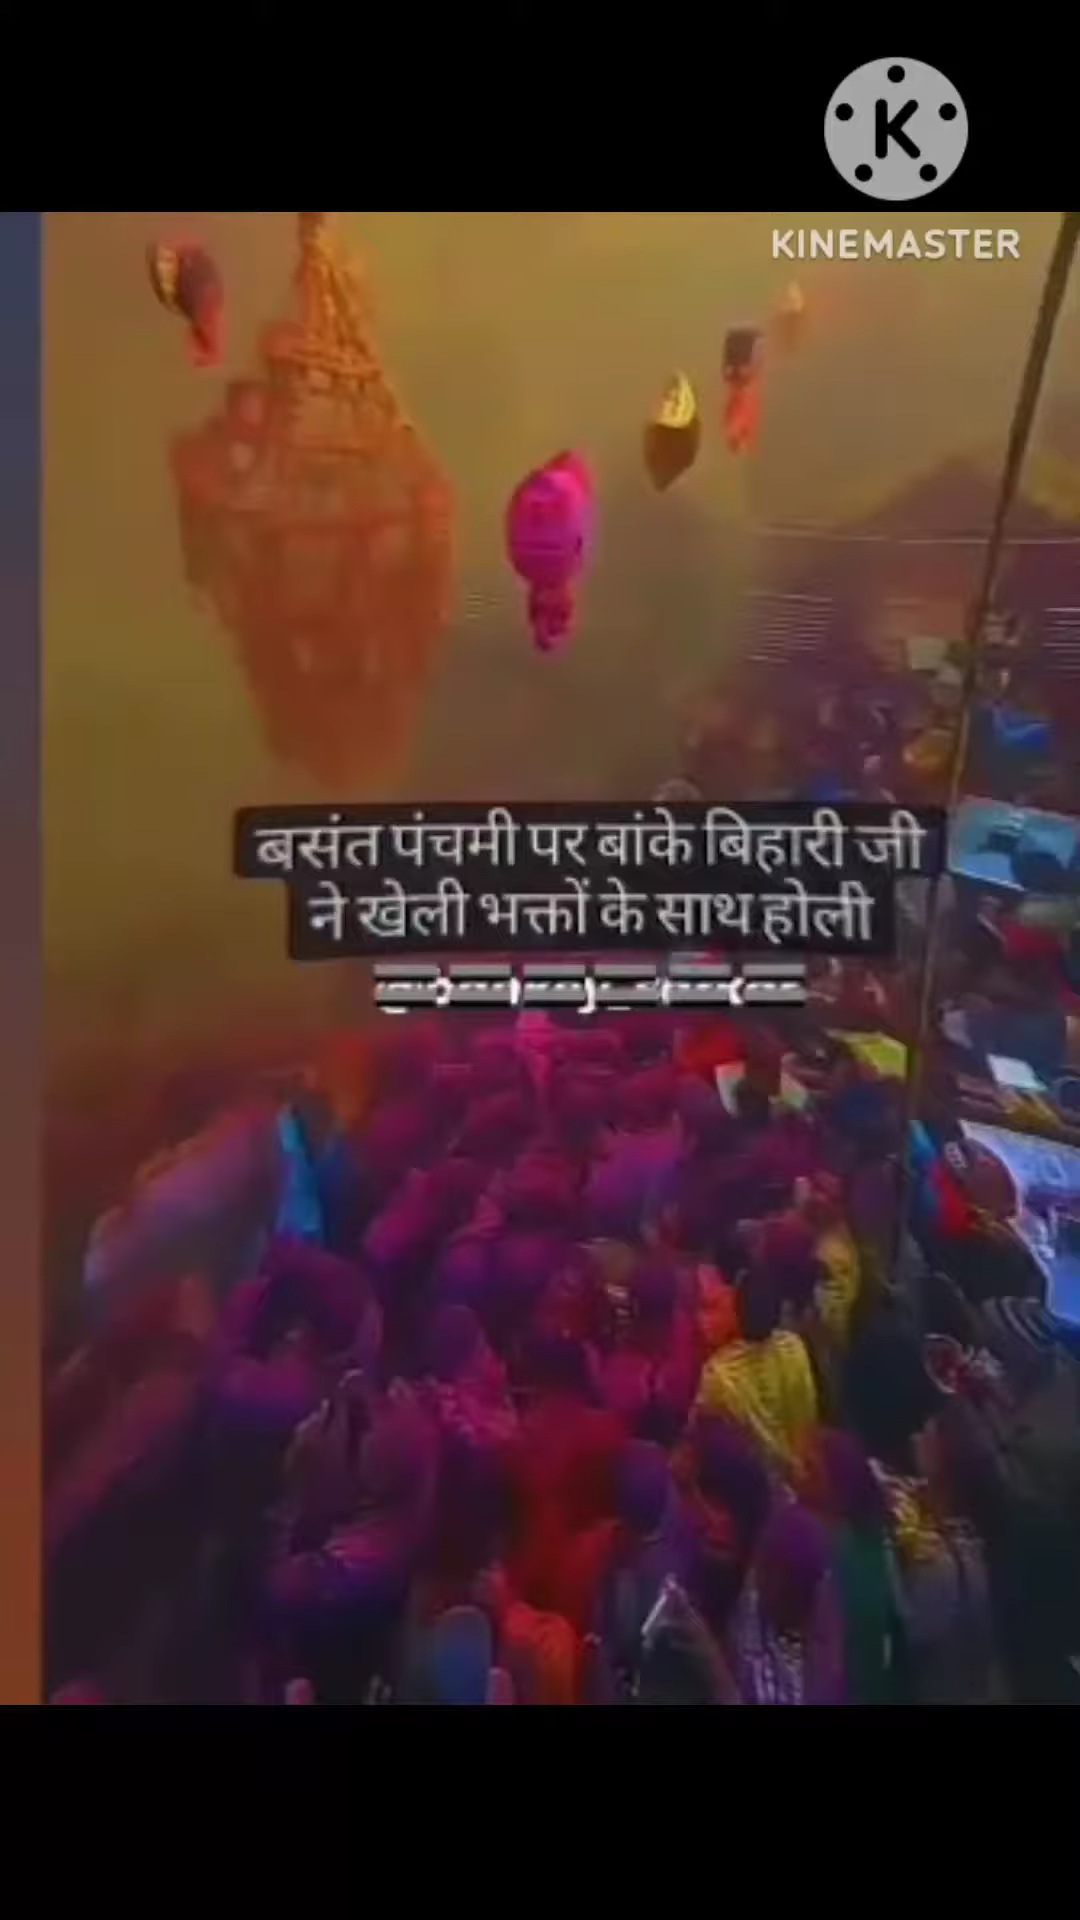 K
KINEMASTER
बसंत पंचमी पर बांके बिहारी जी
ने खेली भक्तों के साथ होली